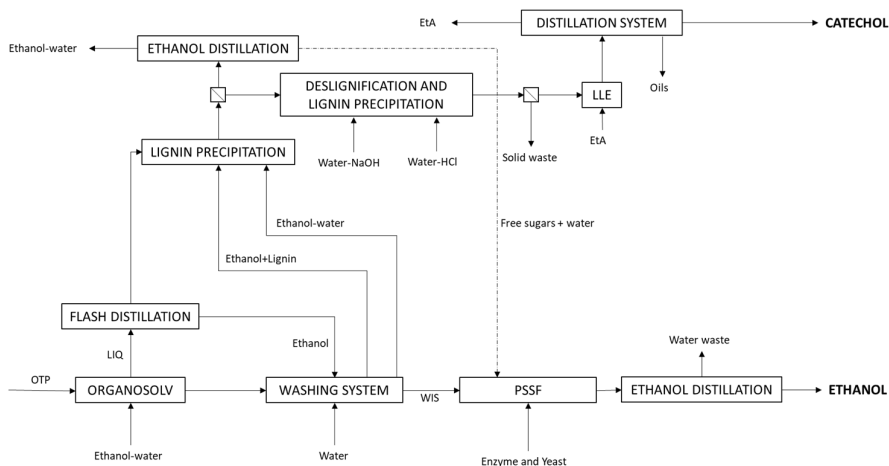 EtA
DISTILLATION SYSTEM
CATECHOL
Ethanol-water
ETHANOL DISTILLATION
Oils
DESLIGNIFICATION AND
LIGNIN PRECIPITATION
LLE
EtA
LIGNIN PRECIPITATION
Water-NaOH
Water-HCl
Solid waste
Ethanol-water
Free sugars + water
Ethanol+Lignin
FLASH DISTILLATION
Ethanol
Water waste
LIQ
OTP
ORGANOSOLV
WASHING SYSTEM
WIS
PSSF
ETHANOL DISTILLATION
ETHANOL
Ethanol-water
Water
Enzyme and Yeast